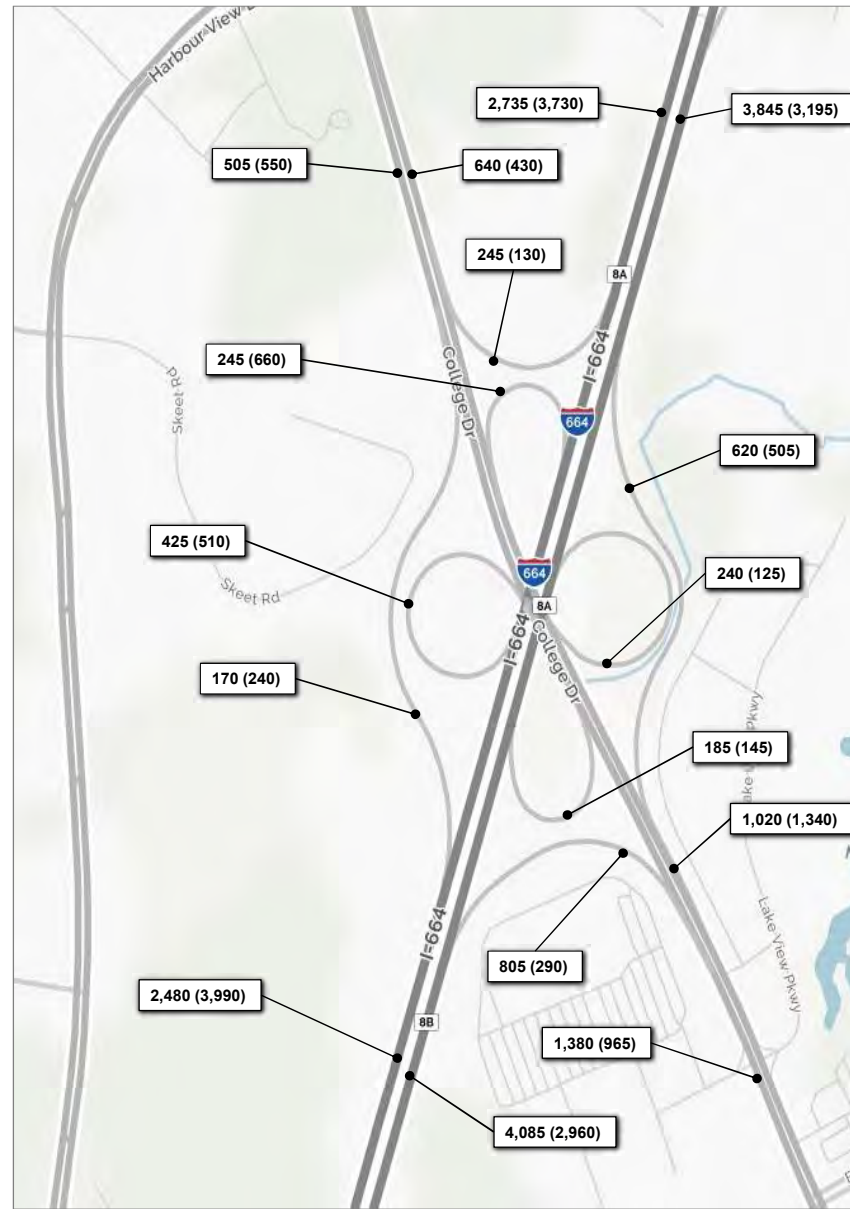 Harbour View
2,735 (3,730)
3,845 (3,195)
505 (550)
640 (430)
245 (130)
8A
I-664
245 (660)
College Dr
Skeet Rd
664
620 (505)
425 (510)
664
240 (125)
Skeet Rd
8A
I-664
College Dr
170 (240)
Pkwy
185 (145)
1,020 (1,340)
I-664
Lake View Pkwy
805 (290)
2,480 (3,990)
8B
1,380 (965)
4,085 (2,960)